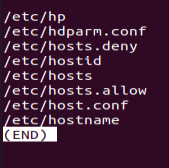 /etc/hp
/etc/hdparm.conf
/etc/hosts.deny
/etc/hostid
/etc/hosts
/etc/hosts.allow
/etc/host.conf
/etc/hostname
(END)